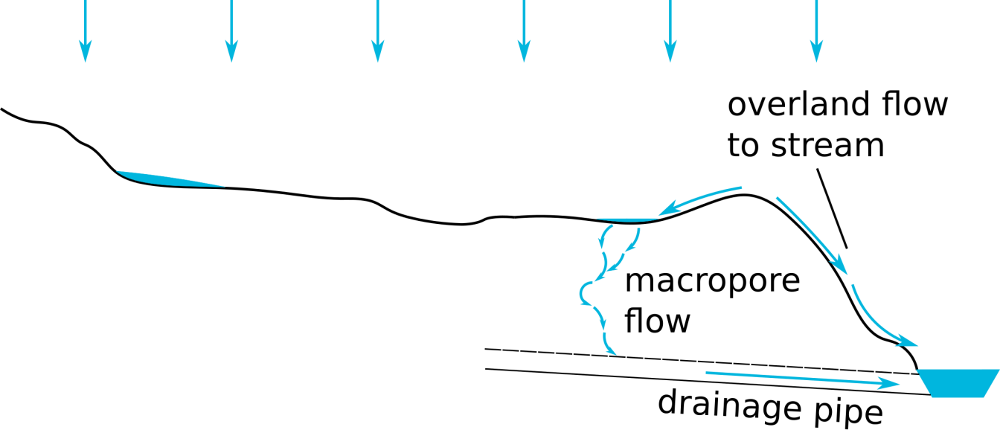 overland flow
to stream
macropore
flow
drainage pipe